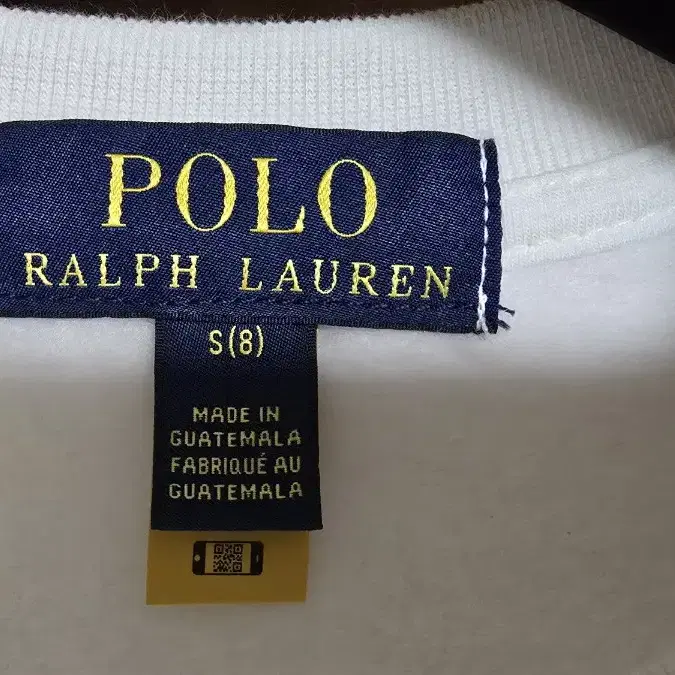 POLO
RALPH LAUREN
S(8)
MADE IN
GUATEMALA
FABRIQUÉ AU
GUATEMALA